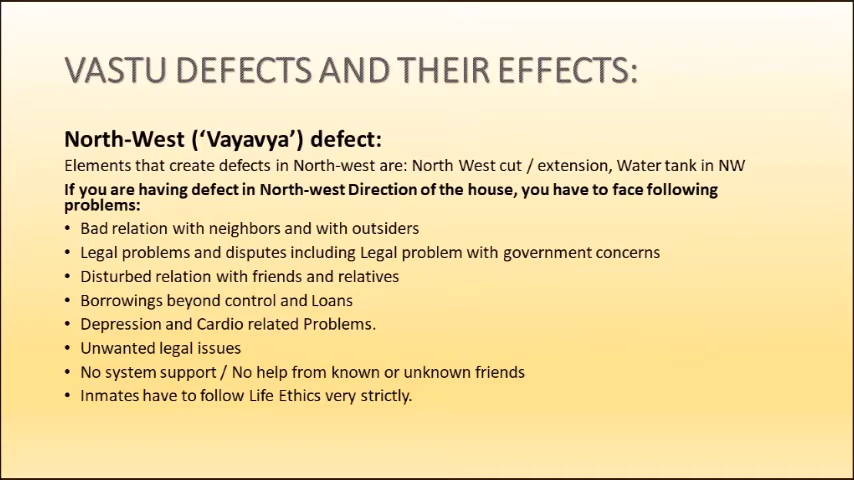 VASTU DEFECTS AND THEIR EFFECTS:
North-West (‘Vayavya’) defect:
Elements that create defects in North-west are: North West cut / extension, Water tank in NW
If you are having defect in North-west Direction of the house, you have to face following
problems:
• Bad relation with neighbors and with outsiders
• Legal problems and disputes including Legal problem with government concerns
• Disturbed relation with friends and relatives
• Borrowings beyond control and Loans
• Depression and Cardio related Problems.
• Unwanted legal issues
• No system support / No help from known or unknown friends
• Inmates have to follow Life Ethics very strictly.